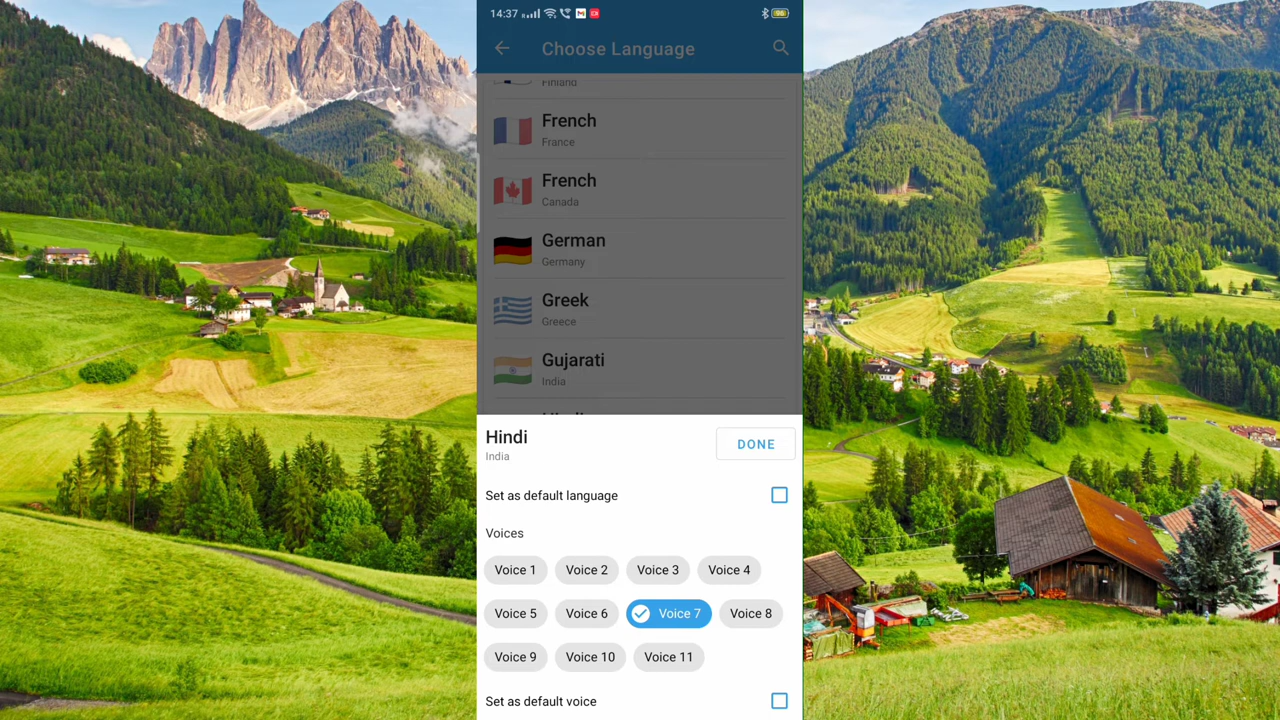 14:37
96
Choose Language
Finland
French
France
French
Canada
German
Germany
Greek
Greece
Gujarati
India
Hindi
India
DONE
Set as default language
Voices
Voice 1 Voice 2 Voice 3 Voice 4
Voice 5 Voice 6 Voice 7 Voice 8
Voice 9 Voice 10 Voice 11
Set as default voice